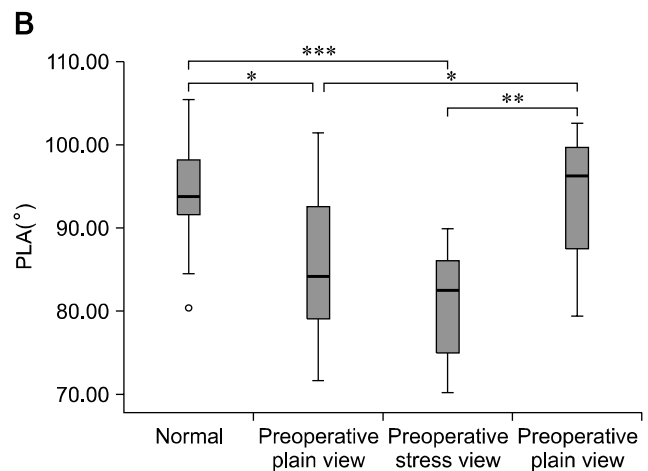 B
110.00
***
*
*
**
100.00
90.00
80.00
70.00
PLA(°)
Normal
Preoperative
plain view
Preoperative
stress view
Preoperative
plain view